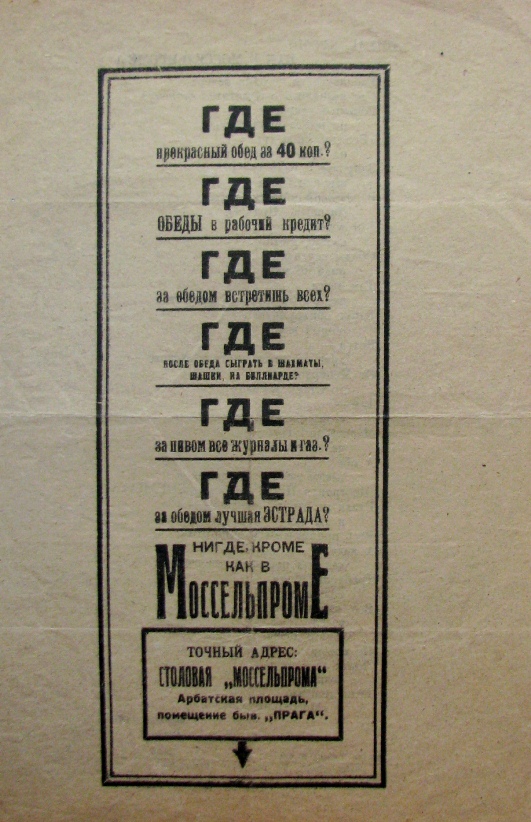 ГДЕ
прекрасный обед за 40 коп.?
ГДЕ
ОБЕДЫ в рабочий кредит?
ГДЕ
за обедом встретишь всех?
ГДЕ
ПОСЛЕ ОБЕДА СЫГРАТЬ В ШАХМАТЫ,
ШАШКИ, НА БИЛЛИАРДЕ?
ГДЕ
за пивом все журналы и газ.?
ГДЕ
за обедом лучшая ЭСТРАДА?
НИГДЕ, КРОМЕ
КАК В
МОССЕЛЬПРОМЕ
ТОЧНЫЙ АДРЕС:
СТОЛОВАЯ „МОССЕЛЬПРОМА“
Арбатская площадь,
помещение быв. „ПРАГА“.